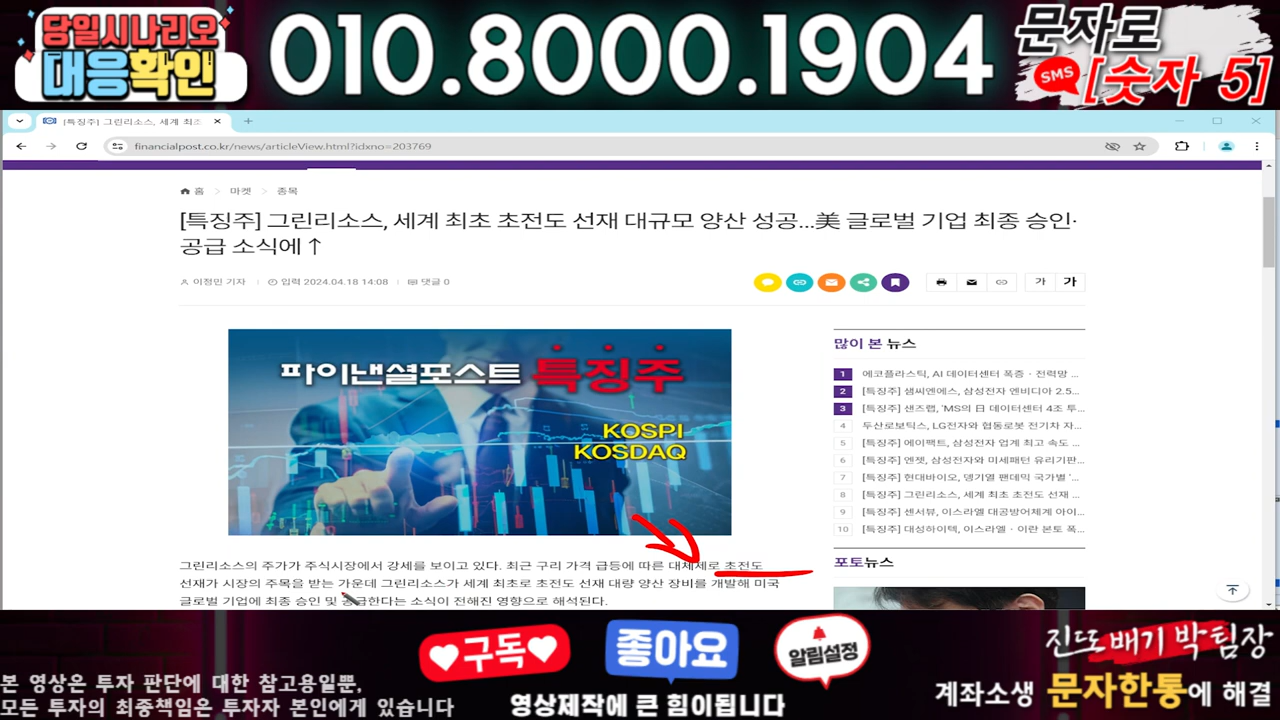 당일시나리오
대응확인
010.8000.1904
문자로
SMS
[숫자 5]
[특징주] 그린리소스, 세계 최초
financialpost.co.kr/news/articleView.html?idxno=203769
홈 > 마켓 > 종목
[특징주] 그린리소스, 세계 최초 초전도 선재 대규모 양산 성공...美 글로벌 기업 최종 승인·
공급 소식에 ↑
이정민 기자 | 입력 2024.04.18 14:08 | 댓글 0
가 가
파이낸셜포스트 특징주
KOSPI
KOSDAQ
그린리소스의 주가가 주식시장에서 강세를 보이고 있다. 최근 구리 가격 급등에 따른 대체제로 초전도
선재가 시장의 주목을 받는 가운데 그린리소스가 세계 최초로 초전도 선재 대량 양산 장비를 개발해 미국
글로벌 기업에 최종 승인 및 공급한다는 소식이 전해진 영향으로 해석된다.
많이 본 뉴스
1 에코플라스틱, AI 데이터센터 폭증·전력망 ...
2 [특징주] 샘씨엔에스, 삼성전자 엔비디아 2.5...
3 [특징주] 샌즈랩, 'MS의 日 데이터센터 4조 투...
4 두산로보틱스, LG전자와 협동로봇 전기차 자...
5 [특징주] 에이팩트, 삼성전자 업계 최고 속도 ...
6 [특징주] 엔젯, 삼성전자와 미세패턴 유리기판...
7 [특징주] 현대바이오, 뎅기열 팬데믹 국가별 '...
8 [특징주] 그린리소스, 세계 최초 초전도 선재 ...
9 [특징주] 센서뷰, 이스라엘 대공방어체계 아이...
10 [특징주] 대성하이텍, 이스라엘·이란 본토 폭...
포토뉴스
구독
좋아요
알림설정
진또배기 박팀장
본 영상은 투자 판단에 대한 참고용일뿐,
모든 투자의 최종책임은 투자자 본인에게 있습니다
영상제작에 큰 힘이됩니다
계좌소생 문자한통에 해결